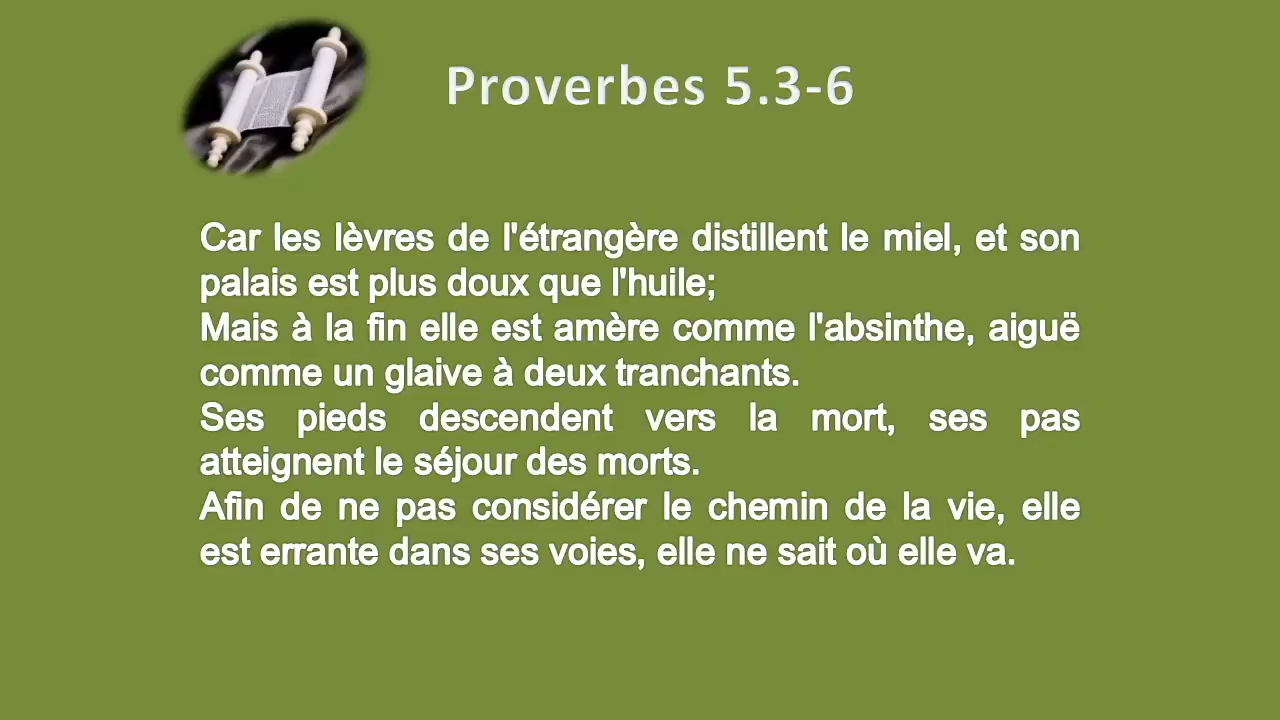 Proverbes 5.3-6
Car les lèvres de l'étrangère distillent le miel, et son
palais est plus doux que l'huile;
Mais à la fin elle est amère comme l'absinthe, aiguë
comme un glaive à deux tranchants.
Ses pieds descendent vers la mort, ses pas
atteignent le séjour des morts.
Afin de ne pas considérer le chemin de la vie, elle
est errante dans ses voies, elle ne sait où elle va.